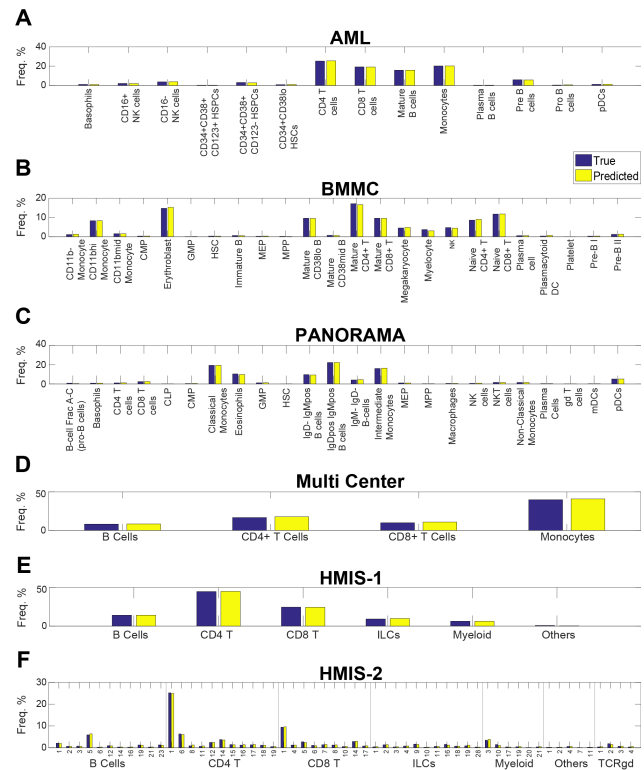 A
AML
Freq. %
40
20
0
Basophils
CD16+
NK cells
CD16-
NK cells
CD34+CD38+
CD123+ HSPCs
CD34+CD38+
CD123- HSPCs
CD34+CD38lo
HSCs
CD4 T
cells
CD8 T
cells
Mature
B cells
Monocytes
Plasma
B cells
Pre B
cells
Pro B
cells
pDCs
True
Predicted
B
BMMC
Freq. %
20
10
0
CD11b-
Monocyte
CD11bhi
Monocyte
CD11bmid
Monocyte
CMP
Erythroblast
GMP
HSC
Immature B
MEP
MPP
Mature
CD38lo B
Mature
CD38mid B
Mature
CD4+ T
Mature
CD8+ T
Megakaryocyte
Myelocyte
NK
Naive
CD4+ T
Naive
CD8+ T
Plasma
cell
Plasmacytoid
DC
Platelet
Pre-B I
Pre-B II
C
PANORAMA
Freq. %
40
20
0
B-cell Frac A-C
(pro-B cells)
Basophils
CD4 T
cells
CD8 T
cells
CLP
CMP
Classical
Monocytes
Eosinophils
GMP
HSC
IgD- IgMpos
B cells
IgDpos IgMpos
B cells
IgM- IgD-
B-cells
Intermediate
Monocytes
MEP
MPP
Macrophages
NK
cells
NKT
cells
Non-Classical
Monocytes
Plasma
Cells
gd T cells
mDCs
pDCs
D
Multi Center
Freq. %
50
0
B Cells
CD4+ T Cells
CD8+ T Cells
Monocytes
E
HMIS-1
Freq. %
50
0
B Cells
CD4 T
CD8 T
ILCs
Myeloid
Others
F
HMIS-2
Freq. %
30
20
10
0
B Cells
CD4 T
CD8 T
ILCs
Myeloid
Others
TCRgd